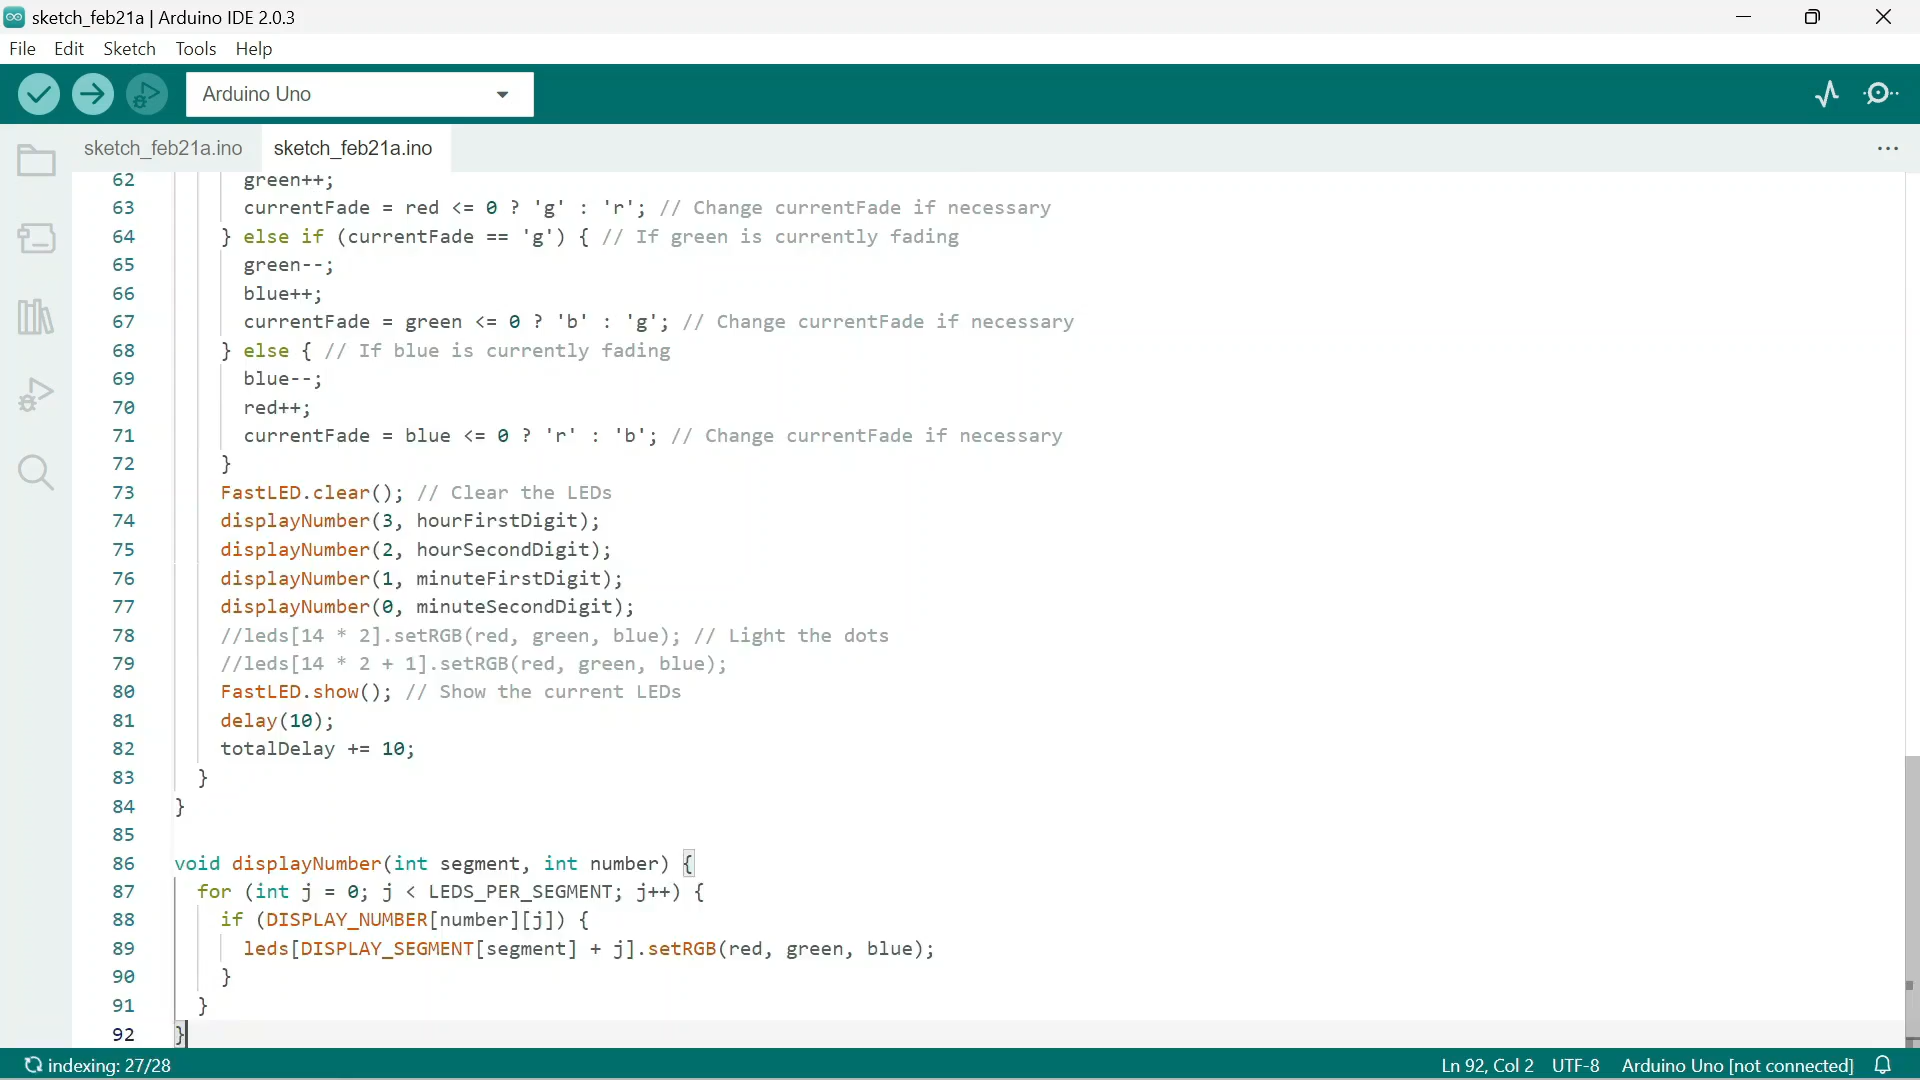 sketch_feb21a | Arduino IDE 2.0.3
File Edit Sketch Tools Help
Arduino Uno
sketch_feb21a.ino sketch_feb21a.ino
62 green++;
63 currentFade = red <= 0 ? 'g' : 'r'; // Change currentFade if necessary
64 } else if (currentFade == 'g') { // If green is currently fading
65 green--;
66 blue++;
67 currentFade = green <= 0 ? 'b' : 'g'; // Change currentFade if necessary
68 } else { // If blue is currently fading
69 blue--;
70 red++;
71 currentFade = blue <= 0 ? 'r' : 'b'; // Change currentFade if necessary
72 }
73 FastLED.clear(); // Clear the LEDs
74 displayNumber(3, hourFirstDigit);
75 displayNumber(2, hourSecondDigit);
76 displayNumber(1, minuteFirstDigit);
77 displayNumber(0, minuteSecondDigit);
78 //leds[14 * 2].setRGB(red, green, blue); // Light the dots
79 //leds[14 * 2 + 1].setRGB(red, green, blue);
80 FastLED.show(); // Show the current LEDs
81 delay(10);
82 totalDelay += 10;
83 }
84 }
85
86 void displayNumber(int segment, int number) {
87 for (int j = 0; j < LEDS_PER_SEGMENT; j++) {
88 if (DISPLAY_NUMBER[number][j]) {
89 leds[DISPLAY_SEGMENT[segment] + j].setRGB(red, green, blue);
90 }
91 }
92 }
indexing: 27/28 Ln 92, Col 2 UTF-8 Arduino Uno [not connected]